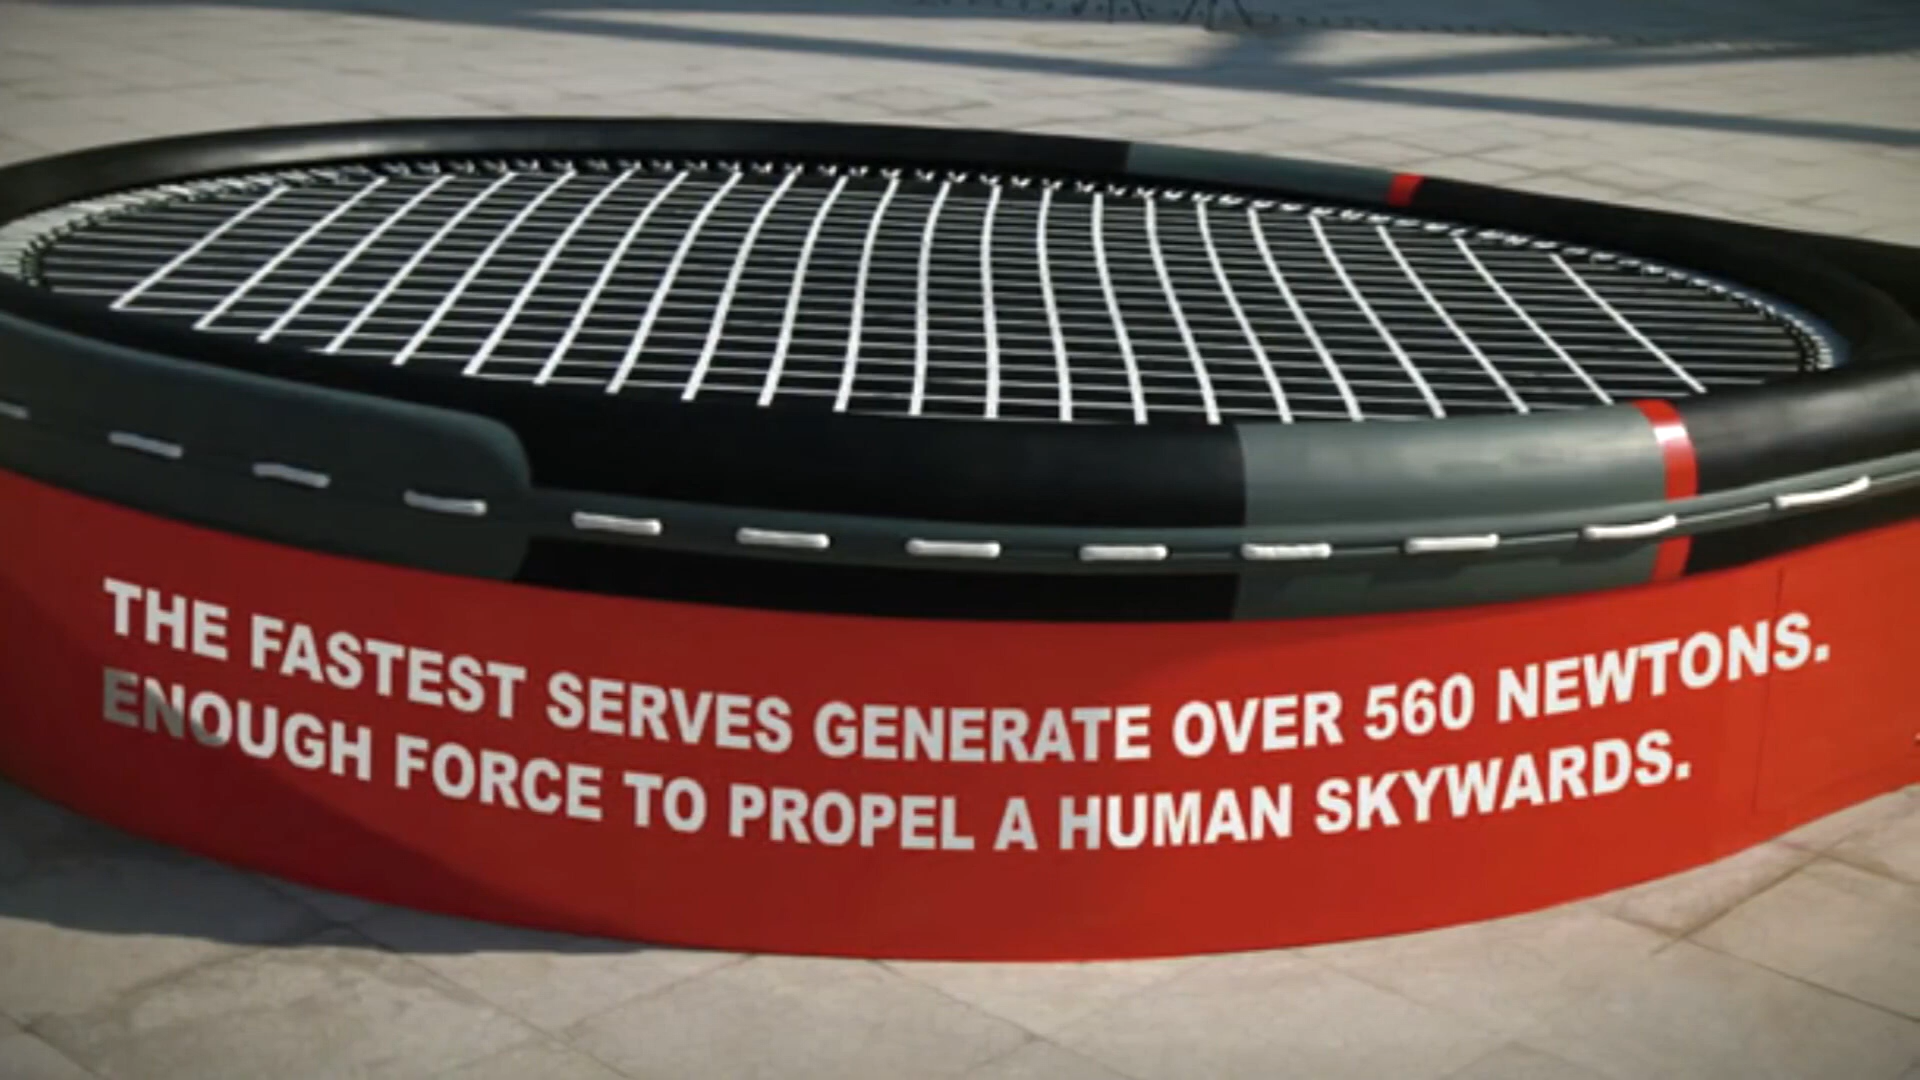 THE FASTEST SERVES GENERATE OVER 560 NEWTONS.
ENOUGH FORCE TO PROPEL A HUMAN SKYWARDS.